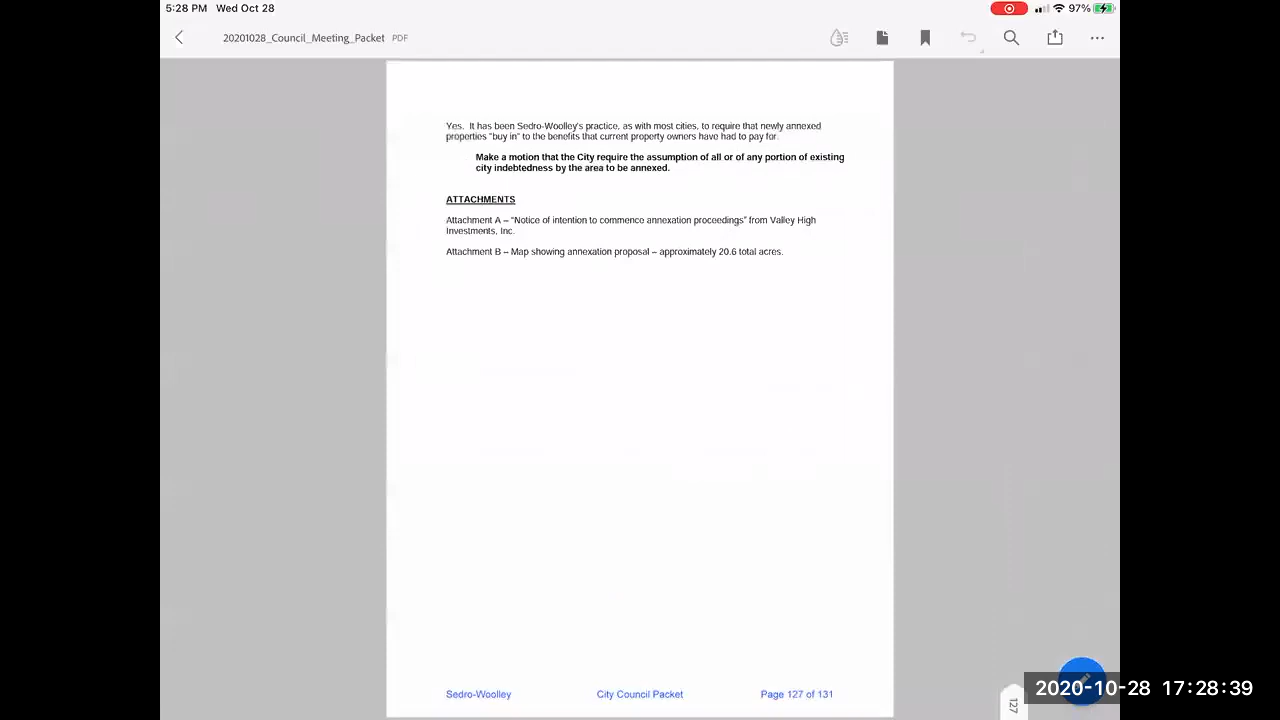 5:28 PM Wed Oct 28
97%
20201028_Council_Meeting_Packet PDF
Yes. It has been Sedro-Woolley's practice, as with most cities, to require that newly annexed
properties "buy in" to the benefits that current property owners have had to pay for.
Make a motion that the City require the assumption of all or of any portion of existing
city indebtedness by the area to be annexed.
ATTACHMENTS
Attachment A – "Notice of intention to commence annexation proceedings" from Valley High
Investments, Inc.
Attachment B – Map showing annexation proposal – approximately 20.6 total acres.
Sedro-Woolley City Council Packet Page 127 of 131
127
2020-10-28 17:28:39